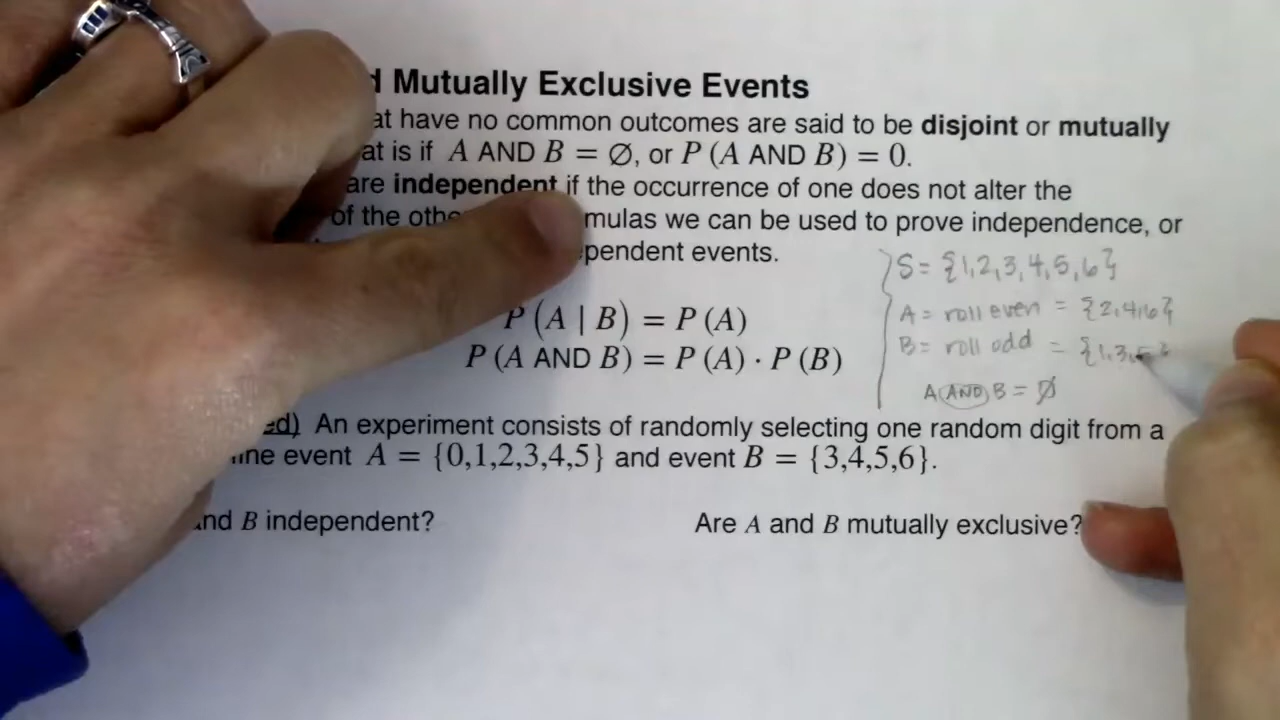 d Mutually Exclusive Events
at have no common outcomes are said to be disjoint or mutually
at is if A AND B = ∅, or P (A AND B) = 0.
are independent if the occurrence of one does not alter the
of the othe mulas we can be used to prove independence, or
pendent events.
S = {1,2,3,4,5,6}
A = roll even = {2,4,6}
B = roll odd = {1,3,5}
A AND B = ∅
P (A | B) = P (A)
P (A AND B) = P (A) · P (B)
ed) An experiment consists of randomly selecting one random digit from a
ine event A = {0,1,2,3,4,5} and event B = {3,4,5,6}.
nd B independent?
Are A and B mutually exclusive?